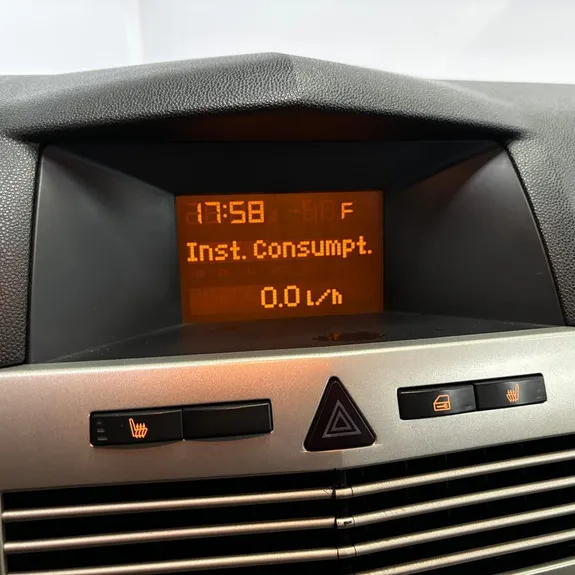 17:58 F
Inst. Consumpt.
0.0 L/h